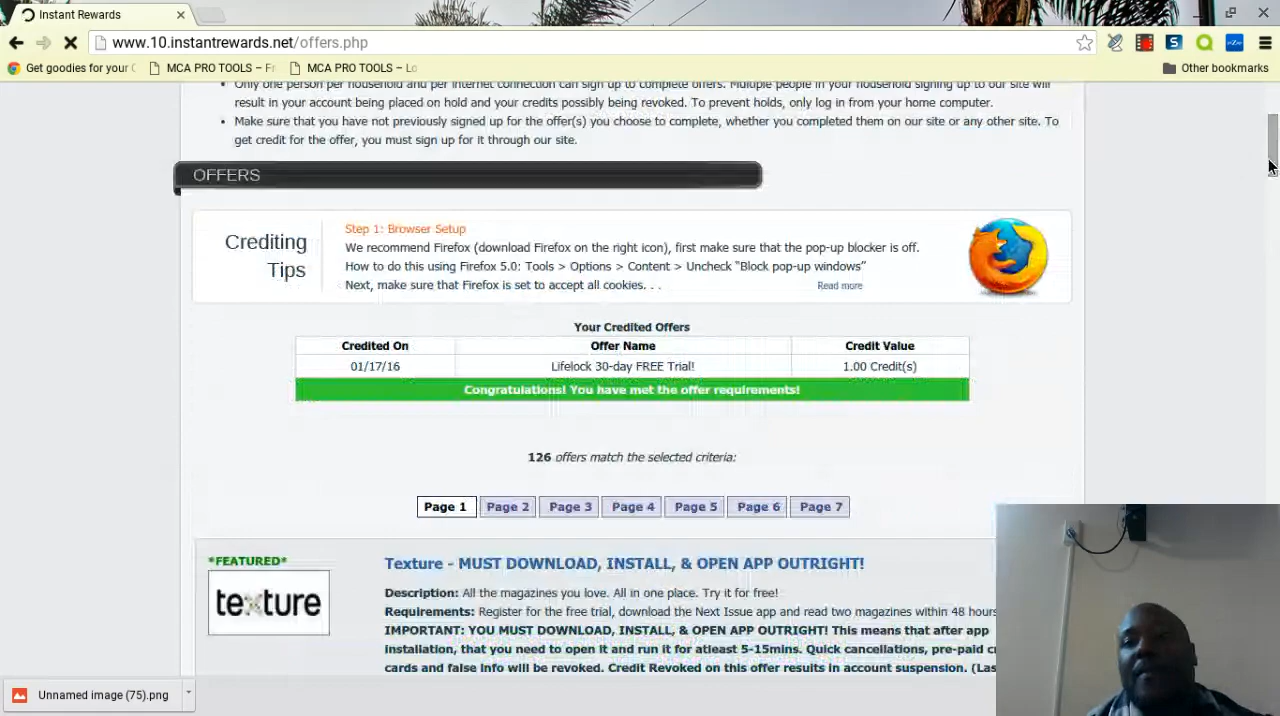 Instant Rewards
www.10.instantrewards.net/offers.php
Get goodies for your
MCA PRO TOOLS – F
MCA PRO TOOLS – Lo
Other bookmarks
Only one person per household and per internet connection can sign up to complete offers. Multiple people in your household signing up to our site will
result in your account being placed on hold and your credits possibly being revoked. To prevent holds, only log in from your home computer.
Make sure that you have not previously signed up for the offer(s) you choose to complete, whether you completed them on our site or any other site. To
get credit for the offer, you must sign up for it through our site.
OFFERS
Crediting
Tips
Step 1: Browser Setup
We recommend Firefox (download Firefox on the right icon), first make sure that the pop-up blocker is off.
How to do this using Firefox 5.0: Tools > Options > Content > Uncheck “Block pop-up windows”
Next, make sure that Firefox is set to accept all cookies. . .
Read more
Your Credited Offers
Credited On Offer Name Credit Value
01/17/16 Lifelock 30-day FREE Trial! 1.00 Credit(s)
Congratulations! You have met the offer requirements!
126 offers match the selected criteria:
Page 1 Page 2 Page 3 Page 4 Page 5 Page 6 Page 7
*FEATURED*
texture
Texture - MUST DOWNLOAD, INSTALL, & OPEN APP OUTRIGHT!
Description: All the magazines you love. All in one place. Try it for free!
Requirements: Register for the free trial, download the Next Issue app and read two magazines within 48 hours
IMPORTANT: YOU MUST DOWNLOAD, INSTALL, & OPEN APP OUTRIGHT! This means that after app
installation, that you need to open it and run it for atleast 5-15mins. Quick cancellations, pre-paid cr
cards and false info will be revoked. Credit Revoked on this offer results in account suspension. (Las
Unnamed image (75).png